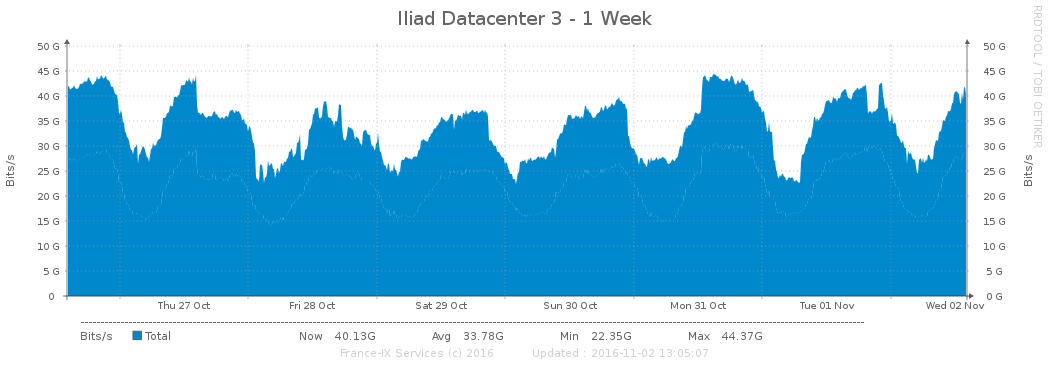 Iliad Datacenter 3 - 1 Week
RRDTOOL / TOBI OETIKER
50 G 50 G
45 G 45 G
40 G 40 G
35 G 35 G
30 G 30 G
25 G 25 G
20 G 20 G
15 G 15 G
10 G 10 G
5 G 5 G
0 0 G
Bits/s
Bits/s
Thu 27 Oct Fri 28 Oct Sat 29 Oct Sun 30 Oct Mon 31 Oct Tue 01 Nov Wed 02 Nov
Bits/s Total Now 40.13G Avg 33.78G Min 22.35G Max 44.37G
France-IX Services (c) 2016 Updated : 2016-11-02 13:05:07